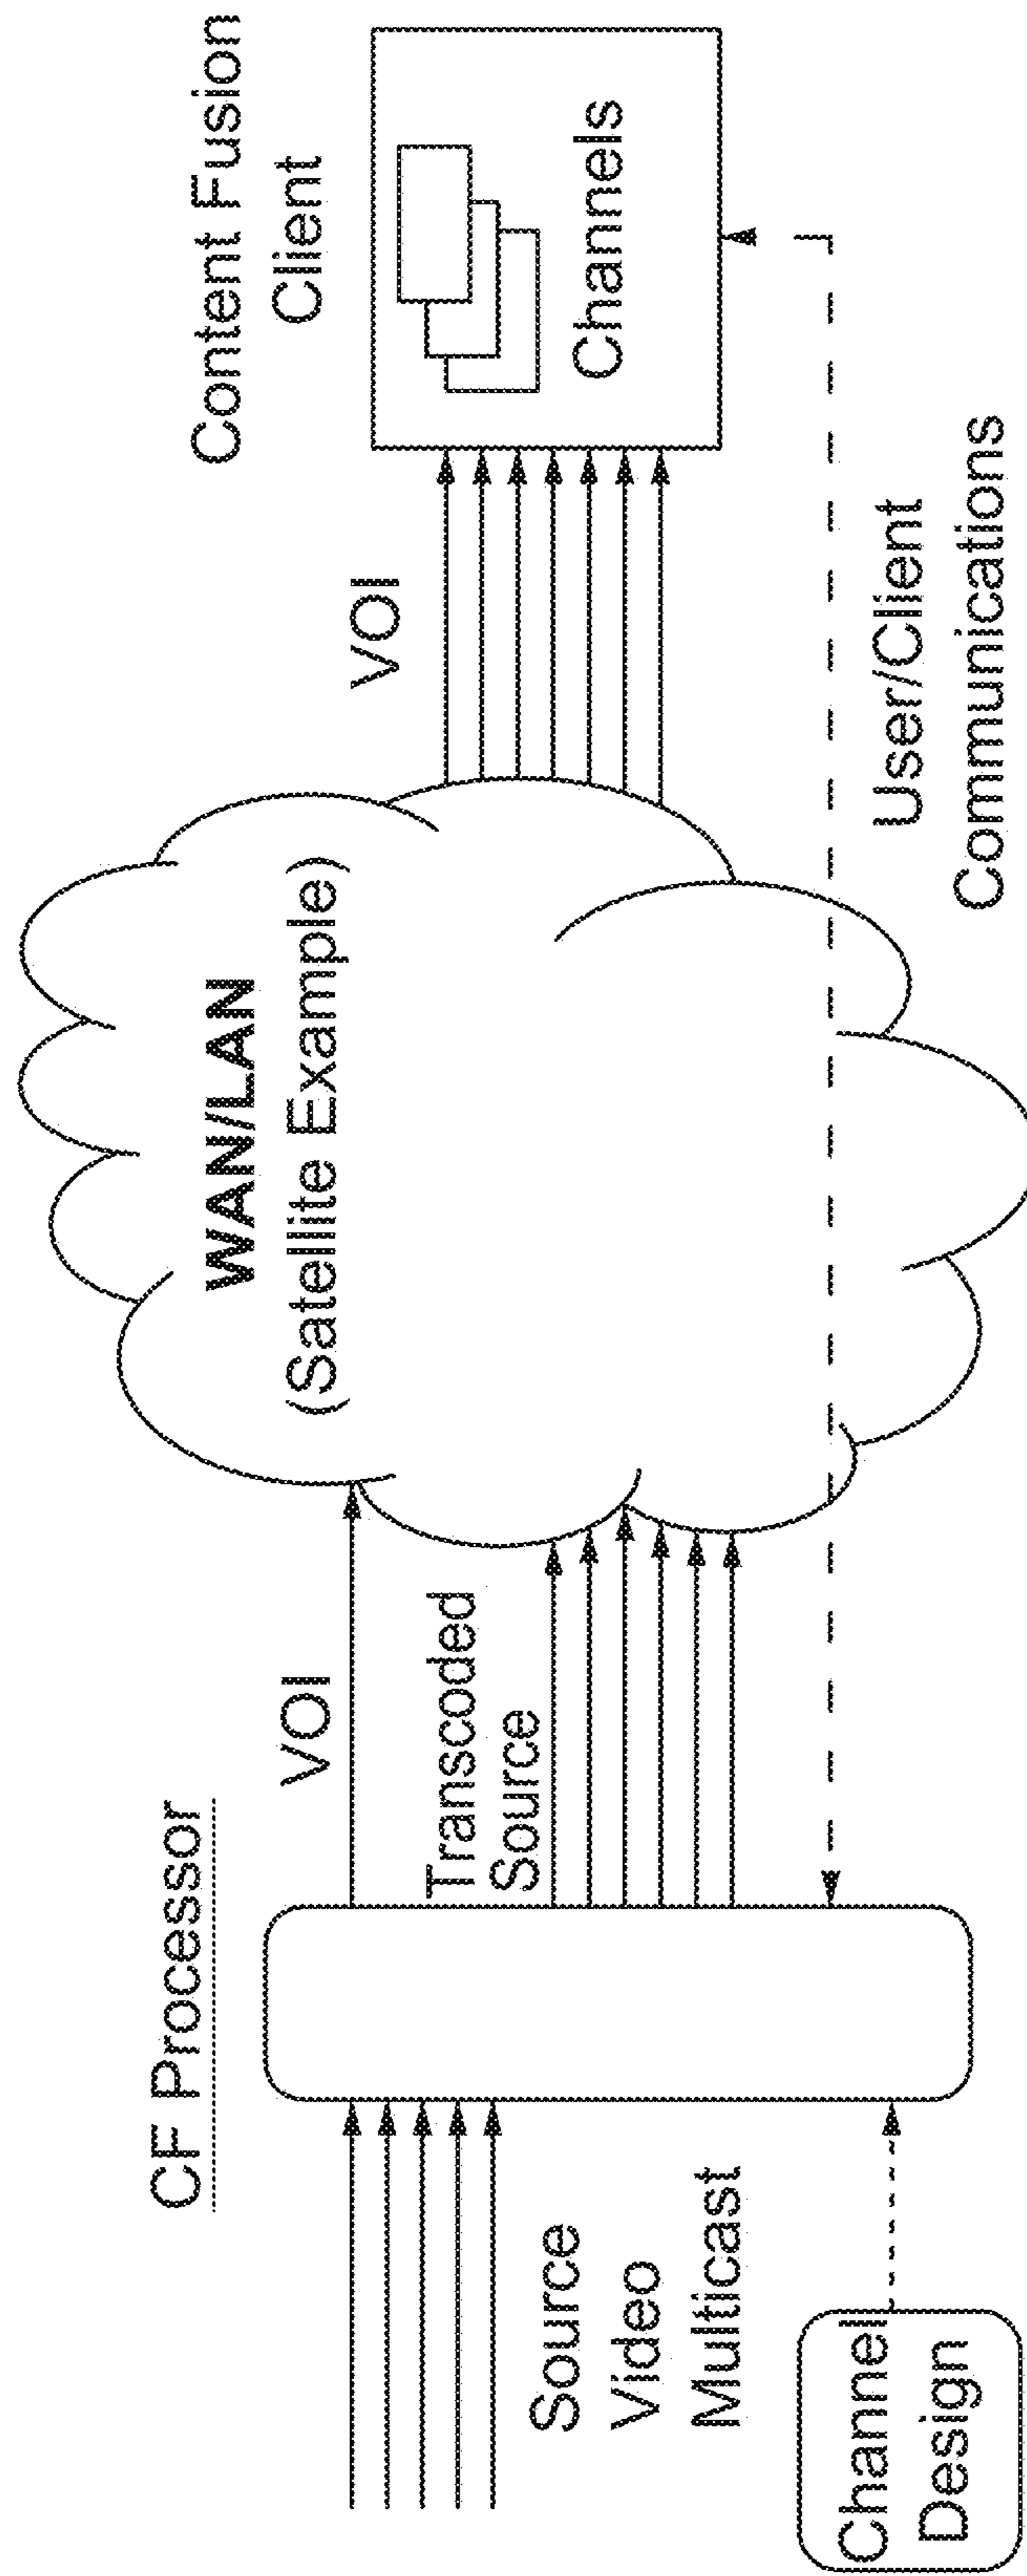 CF Processor
Source
Video
Multicast
Channel
Design
VOI
Transcoded
Source
WAN/LAN
(Satellite Example)
VOI
Content Fusion
Client
Channels
User/Client
Communications